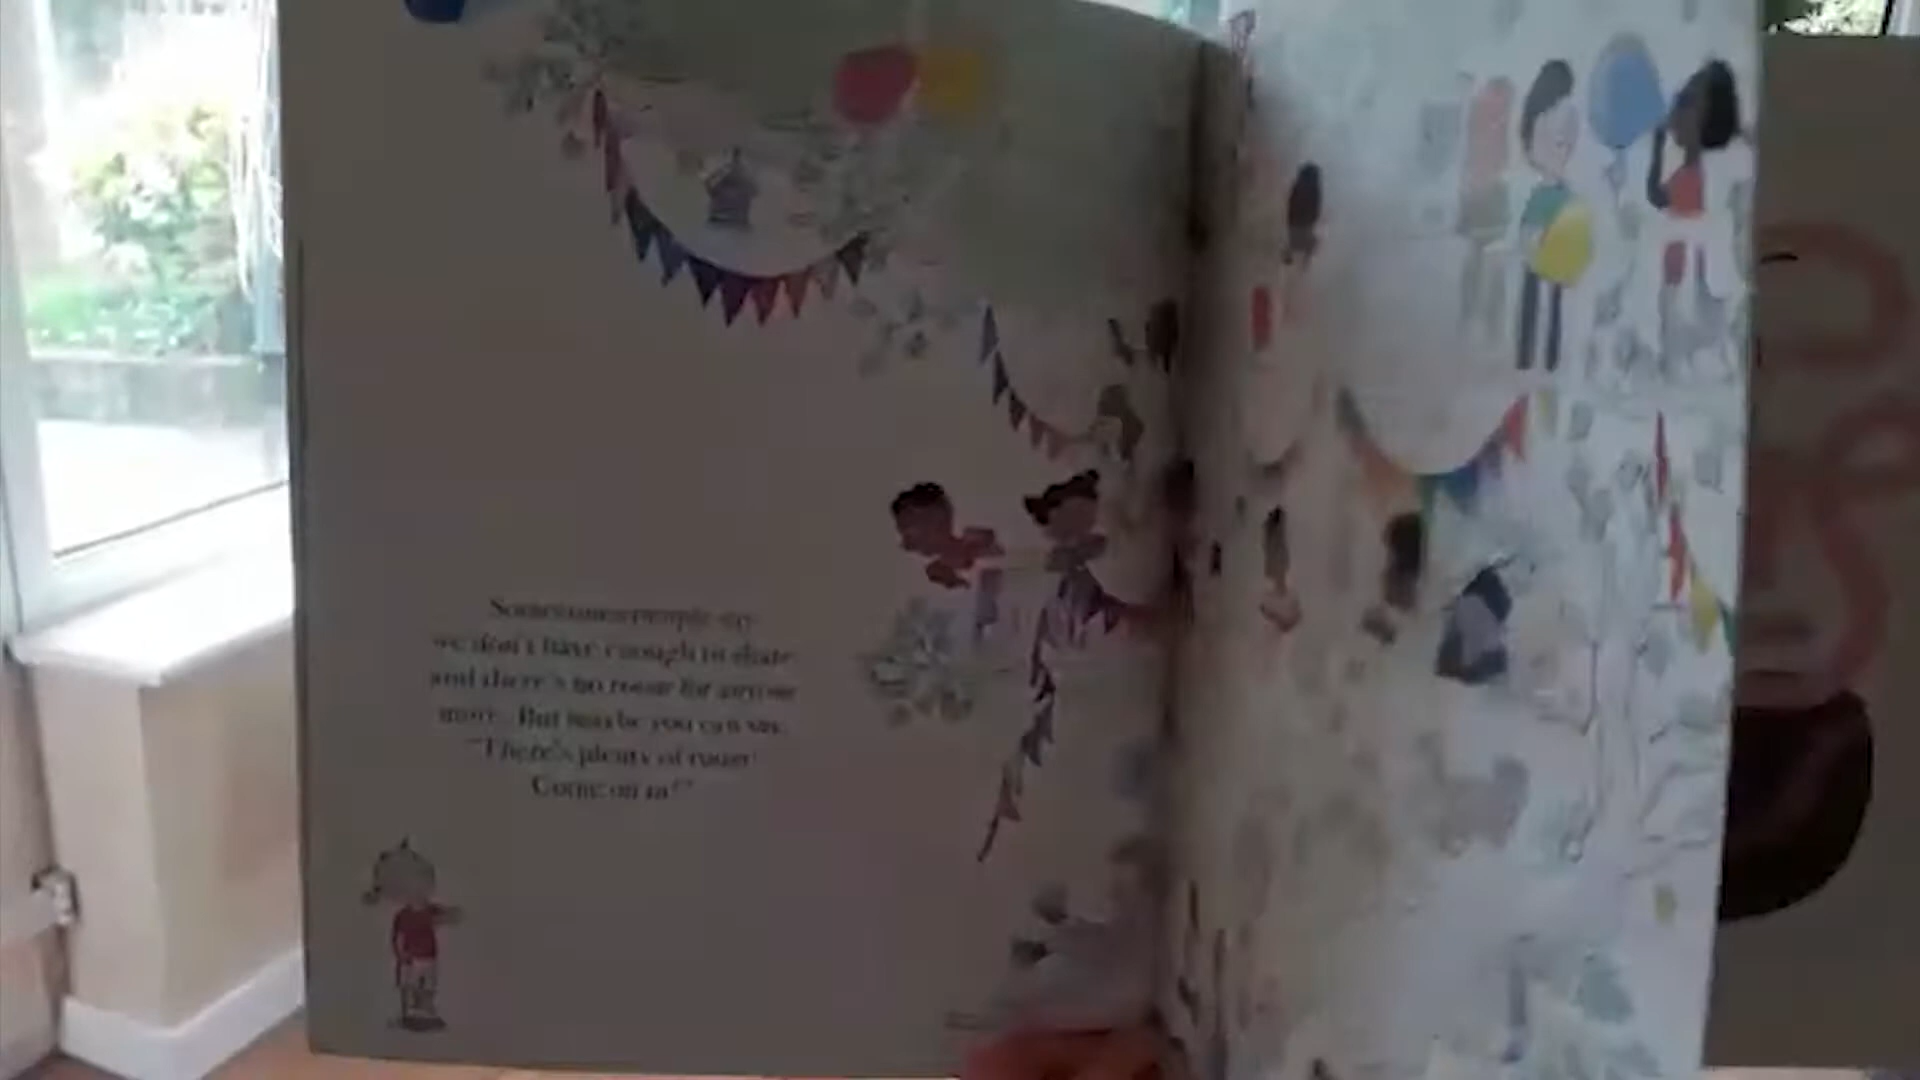 Sometimes people say
we don't have enough to share
and there's no room for anyone
more. But maybe you can say,
"There's plenty of room!
Come on in!"